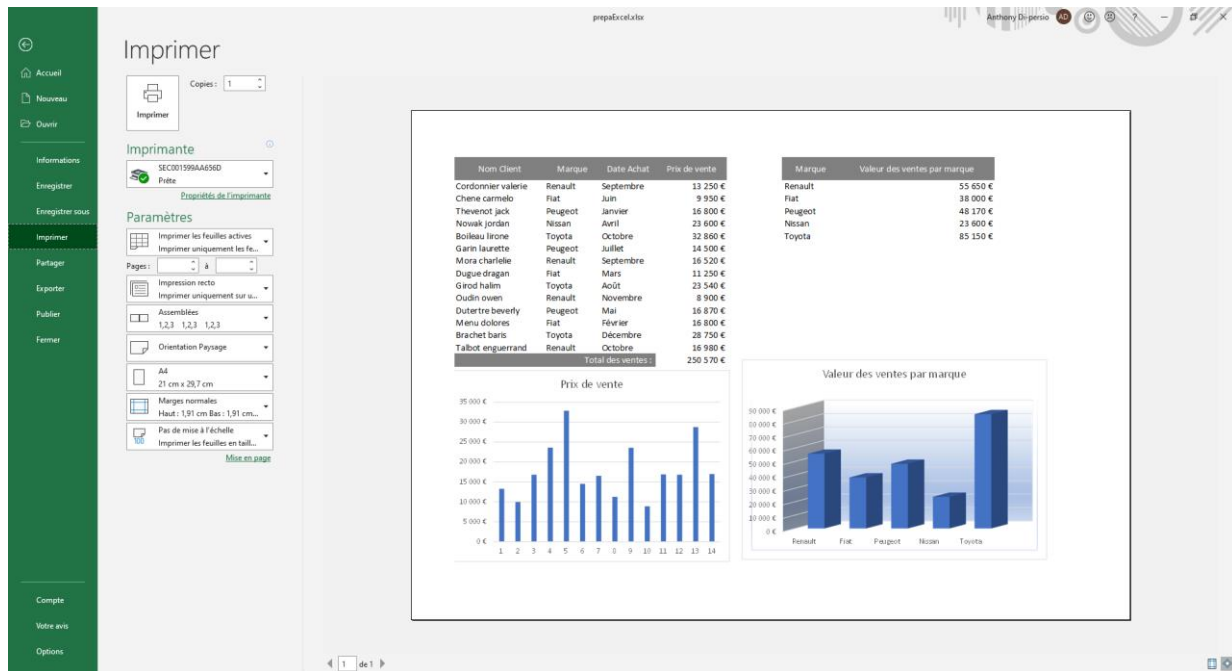 prepaExcel.xlsx
Anthony Di-persio AD ?
Accueil
Nouveau
Ouvrir
Informations
Enregistrer
Enregistrer sous
Imprimer
Partager
Exporter
Publier
Fermer
Compte
Votre avis
Options
Imprimer
Imprimer
Copies : 1
Imprimante
SEC001599AA656D
Prête
Propriétés de l'imprimante
Paramètres
Imprimer les feuilles actives
Imprimer uniquement les fe...
Pages : à
Impression recto
Imprimer uniquement sur u...
Assemblées
1,2,3 1,2,3 1,2,3
Orientation Paysage
A4
21 cm x 29,7 cm
Marges normales
Haut : 1,91 cm Bas : 1,91 cm...
Pas de mise à l'échelle
100 Imprimer les feuilles en taill...
Mise en page
Nom Client Marque Date Achat Prix de vente
Cordonnier valerie Renault Septembre 13 250 €
Chene carmelo Fiat Juin 9 950 €
Thevenot jack Peugeot Janvier 16 800 €
Nowak jordan Nissan Avril 23 600 €
Boileau lirone Toyota Octobre 32 860 €
Garin laurette Peugeot Juillet 14 500 €
Mora charlelie Renault Septembre 16 520 €
Dugue dragan Fiat Mars 11 250 €
Girod halim Toyota Août 23 540 €
Oudin owen Renault Novembre 8 900 €
Dutertre beverly Peugeot Mai 16 870 €
Menu dolores Fiat Février 16 800 €
Brachet baris Toyota Décembre 28 750 €
Talbot enguerrand Renault Octobre 16 980 €
Total des ventes : 250 570 €
Marque Valeur des ventes par marque
Renault 55 650 €
Fiat 38 000 €
Peugeot 48 170 €
Nissan 23 600 €
Toyota 85 150 €
Prix de vente
35 000 €
30 000 €
25 000 €
20 000 €
15 000 €
10 000 €
5 000 €
0 €
1 2 3 4 5 6 7 8 9 10 11 12 13 14
Valeur des ventes par marque
90 000 €
80 000 €
70 000 €
60 000 €
50 000 €
40 000 €
30 000 €
20 000 €
10 000 €
0 €
Renault Fiat Peugeot Nissan Toyota
1 de 1